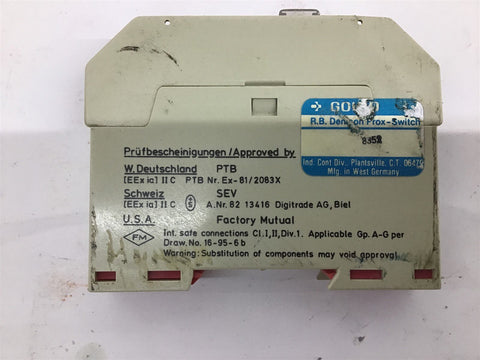 R.B. Denison Prox-Switch
8352
Ind. Cont Div., Plantsville, C.T. 06479
Mfg. in West Germany
Prüfbescheinigungen/Approved by
W.Deutschland PTB
[EEx ia] II C PTB Nr. Ex-81/2083X
Schweiz SEV
[EEx ia] II C S A.Nr. 82 13416 Digitrade AG, Biel
U.S.A. Factory Mutual
FM Int. safe connections Cl.I,II,Div.1. Applicable Gp. A-G per
Draw.No.16-95-6b
Warning: Substitution of components may void approval